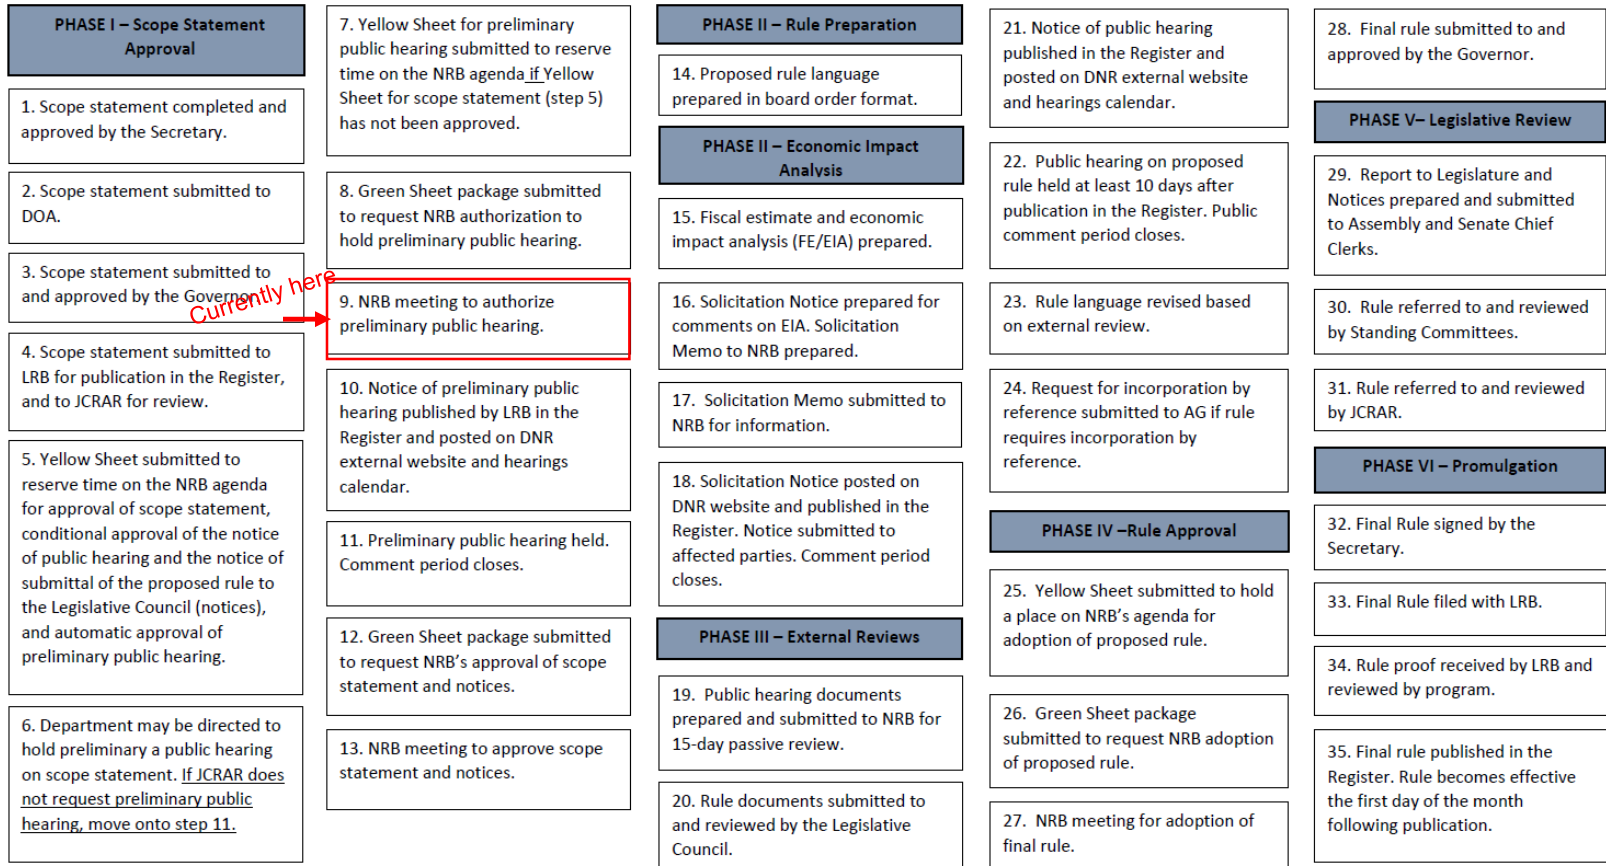 PHASE I – Scope Statement
Approval
1. Scope statement completed and
approved by the Secretary.
2. Scope statement submitted to
DOA.
3. Scope statement submitted to
and approved by the Governor.
4. Scope statement submitted to
LRB for publication in the Register,
and to JCRAR for review.
5. Yellow Sheet submitted to
reserve time on the NRB agenda
for approval of scope statement,
conditional approval of the notice
of public hearing and the notice of
submittal of the proposed rule to
the Legislative Council (notices),
and automatic approval of
preliminary public hearing.
6. Department may be directed to
hold preliminary a public hearing
on scope statement. If JCRAR does
not request preliminary public
hearing, move onto step 11.
7. Yellow Sheet for preliminary
public hearing submitted to reserve
time on the NRB agenda if Yellow
Sheet for scope statement (step 5)
has not been approved.
8. Green Sheet package submitted
to request NRB authorization to
hold preliminary public hearing.
Currently here
9. NRB meeting to authorize
preliminary public hearing.
10. Notice of preliminary public
hearing published by LRB in the
Register and posted on DNR
external website and hearings
calendar.
11. Preliminary public hearing held.
Comment period closes.
12. Green Sheet package submitted
to request NRB's approval of scope
statement and notices.
13. NRB meeting to approve scope
statement and notices.
PHASE II – Rule Preparation
14. Proposed rule language
prepared in board order format.
PHASE II – Economic Impact
Analysis
15. Fiscal estimate and economic
impact analysis (FE/EIA) prepared.
16. Solicitation Notice prepared for
comments on EIA. Solicitation
Memo to NRB prepared.
17. Solicitation Memo submitted to
NRB for information.
18. Solicitation Notice posted on
DNR website and published in the
Register. Notice submitted to
affected parties. Comment period
closes.
PHASE III – External Reviews
19. Public hearing documents
prepared and submitted to NRB for
15-day passive review.
20. Rule documents submitted to
and reviewed by the Legislative
Council.
21. Notice of public hearing
published in the Register and
posted on DNR external website
and hearings calendar.
22. Public hearing on proposed
rule held at least 10 days after
publication in the Register. Public
comment period closes.
23. Rule language revised based
on external review.
24. Request for incorporation by
reference submitted to AG if rule
requires incorporation by
reference.
PHASE IV –Rule Approval
25. Yellow Sheet submitted to hold
a place on NRB's agenda for
adoption of proposed rule.
26. Green Sheet package
submitted to request NRB adoption
of proposed rule.
27. NRB meeting for adoption of
final rule.
28. Final rule submitted to and
approved by the Governor.
PHASE V– Legislative Review
29. Report to Legislature and
Notices prepared and submitted
to Assembly and Senate Chief
Clerks.
30. Rule referred to and reviewed
by Standing Committees.
31. Rule referred to and reviewed
by JCRAR.
PHASE VI – Promulgation
32. Final Rule signed by the
Secretary.
33. Final Rule filed with LRB.
34. Rule proof received by LRB and
reviewed by program.
35. Final rule published in the
Register. Rule becomes effective
the first day of the month
following publication.